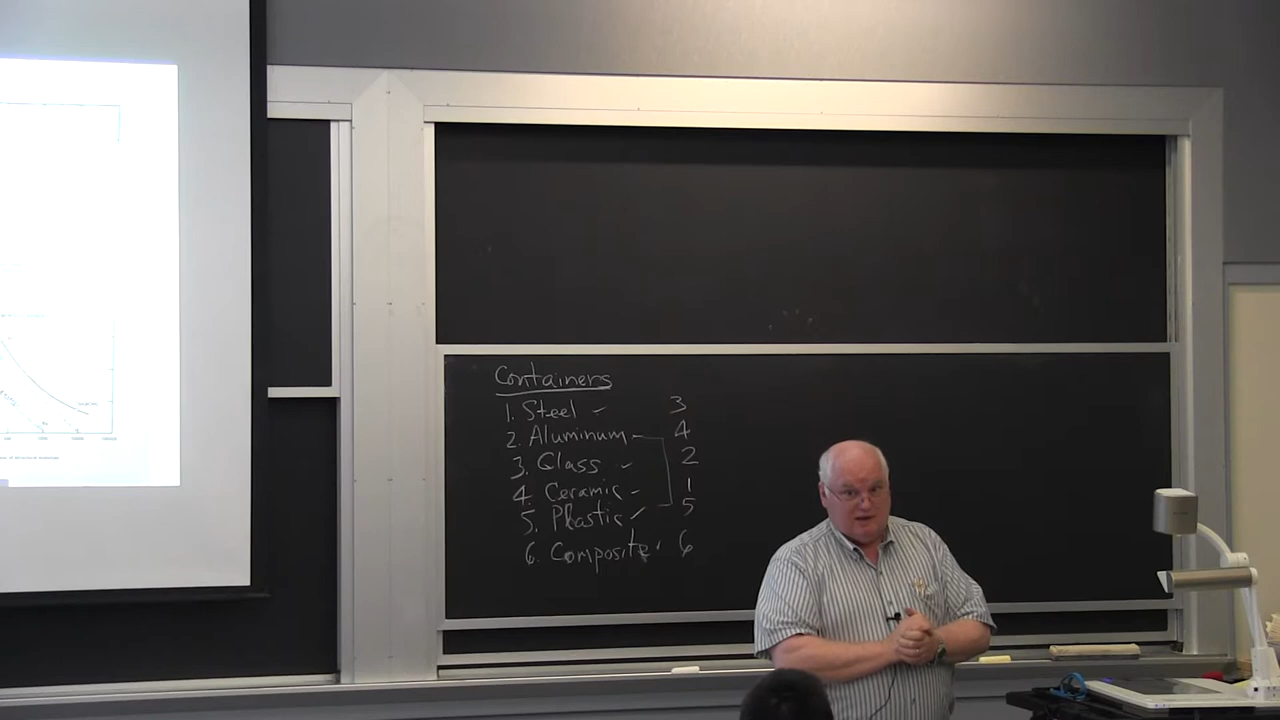 Containers
1. Steel 3
2. Aluminum 4
3. Glass 2
4. Ceramic 1
5. Plastic 5
6. Composite 6